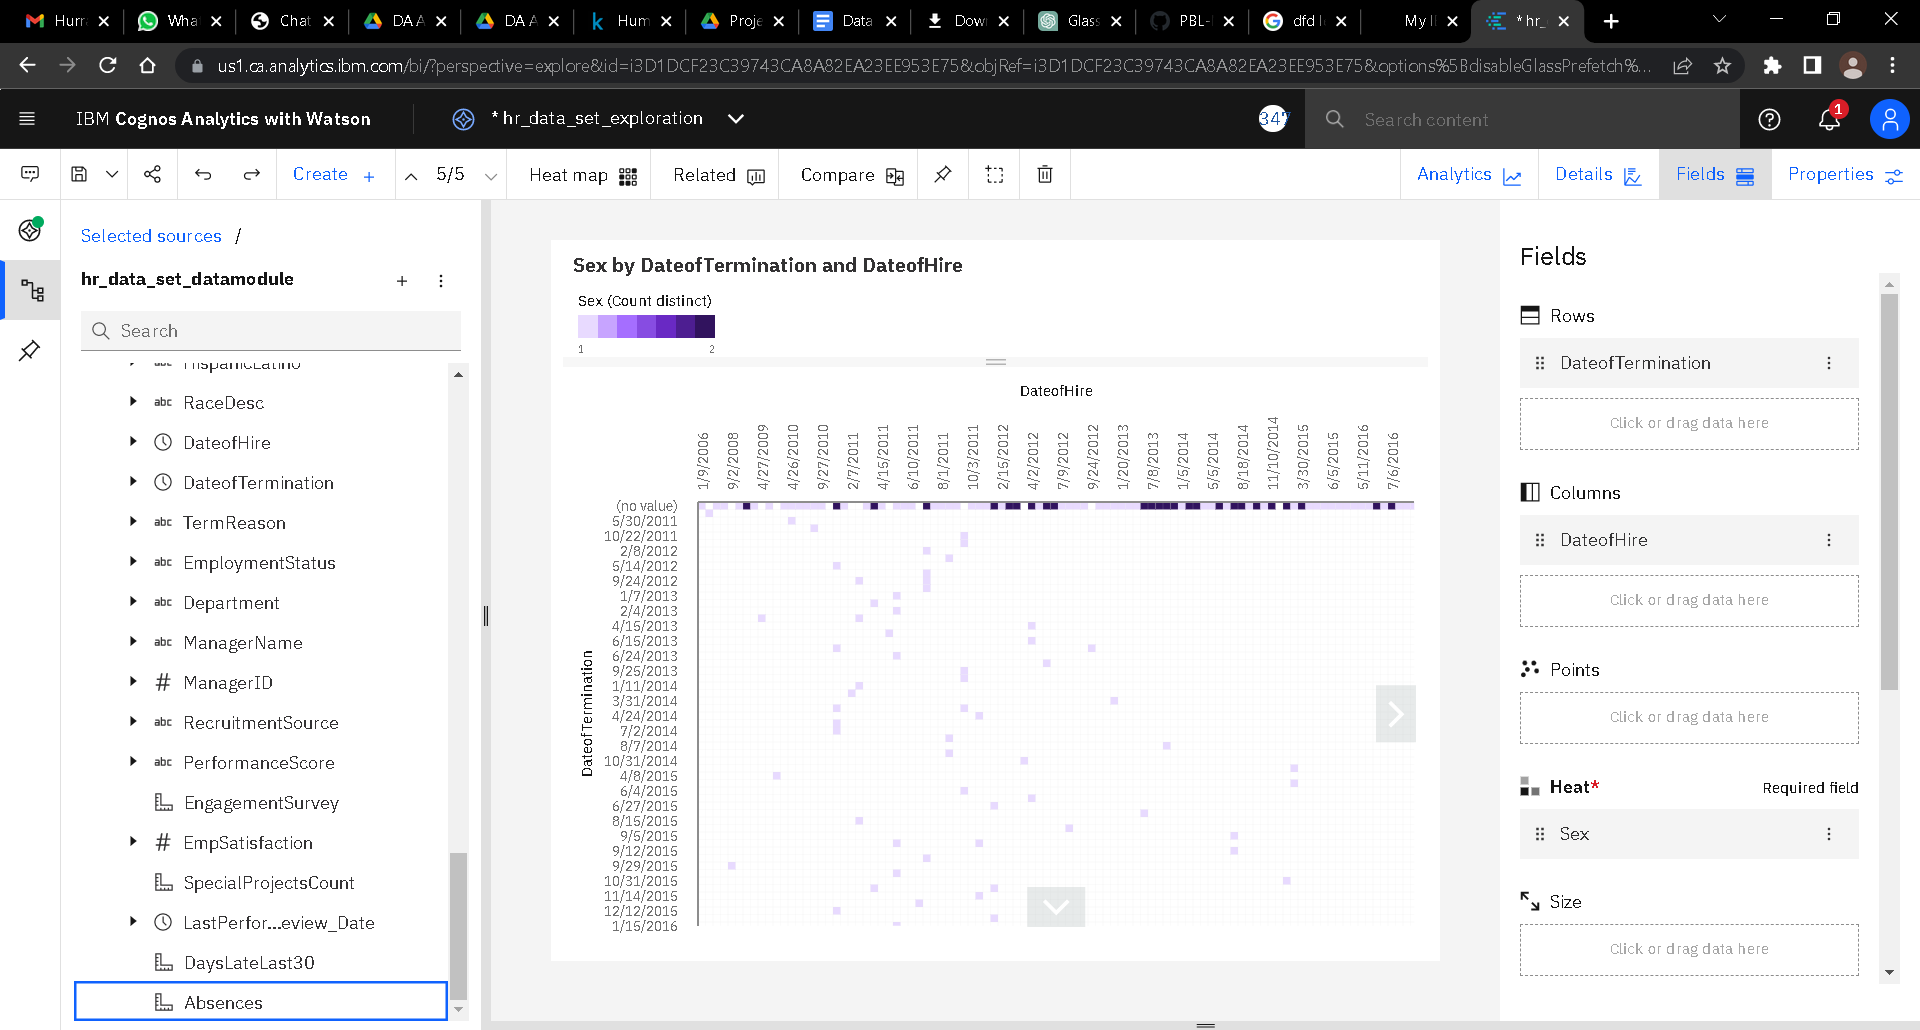 Hurr
What
Chat
DA A
DA A
Hum
Proje
Data
Down
Glass
PBL-
dfd l
My I
* hr_
us1.ca.analytics.ibm.com/bi/?perspective=explore&id=i3D1DCF23C39743CA8A82EA23EE953E75&objRef=i3D1DCF23C39743CA8A82EA23EE953E75&options%5BdisableGlassPrefetch%...
IBM Cognos Analytics with Watson
* hr_data_set_exploration
347
Search content
1
Create +
5/5
Heat map
Related
Compare
Analytics
Details
Fields
Properties
Selected sources /
hr_data_set_datamodule
Search
abc HispanicLatino
abc RaceDesc
DateofHire
DateofTermination
abc TermReason
abc EmploymentStatus
abc Department
abc ManagerName
# ManagerID
abc RecruitmentSource
abc PerformanceScore
EngagementSurvey
# EmpSatisfaction
SpecialProjectsCount
LastPerfor...eview_Date
DaysLateLast30
Absences
Sex by DateofTermination and DateofHire
Sex (Count distinct)
1 2
DateofHire
1/9/2006
9/2/2008
4/27/2009
4/26/2010
9/27/2010
2/7/2011
4/15/2011
6/10/2011
8/1/2011
10/3/2011
2/15/2012
4/2/2012
7/9/2012
9/24/2012
1/20/2013
7/8/2013
1/5/2014
5/5/2014
8/18/2014
11/10/2014
3/30/2015
6/5/2015
5/11/2016
7/6/2016
DateofTermination
(no value)
5/30/2011
10/22/2011
2/8/2012
5/14/2012
9/24/2012
1/7/2013
2/4/2013
4/15/2013
6/15/2013
6/24/2013
9/25/2013
1/11/2014
3/31/2014
4/24/2014
7/2/2014
8/7/2014
10/31/2014
4/8/2015
6/4/2015
6/27/2015
8/15/2015
9/5/2015
9/12/2015
9/29/2015
10/31/2015
11/14/2015
12/12/2015
1/15/2016
Fields
Rows
DateofTermination
Click or drag data here
Columns
DateofHire
Click or drag data here
Points
Click or drag data here
Heat* Required field
Sex
Size
Click or drag data here